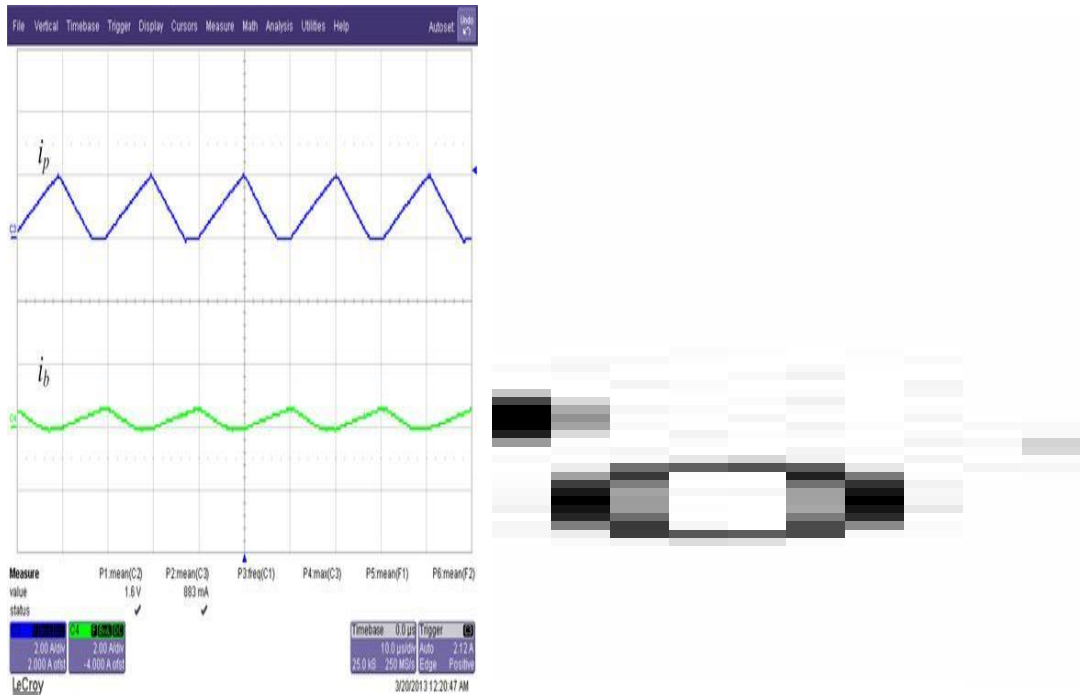 File Vertical Timebase Trigger Display Cursors Measure Math Analysis Utilities Help Autoset Undo
i_p
C3
i_b
C4
Measure P1:mean(C2) P2:mean(C3) P3:freq(C1) P4:max(C3) P5:mean(F1) P6:mean(F2)
value 1.6 V 883 mA
status ✓ ✓
C4 Timebase 0.0 µs Trigger C3
2.00 A/div 2.00 A/div 10.0 µs/div Auto 2.12 A
2.000 A ofst -4.000 A ofst 25.0 kS 250 MS/s Edge Positive
LeCroy 3/20/2013 12:20:47 AM